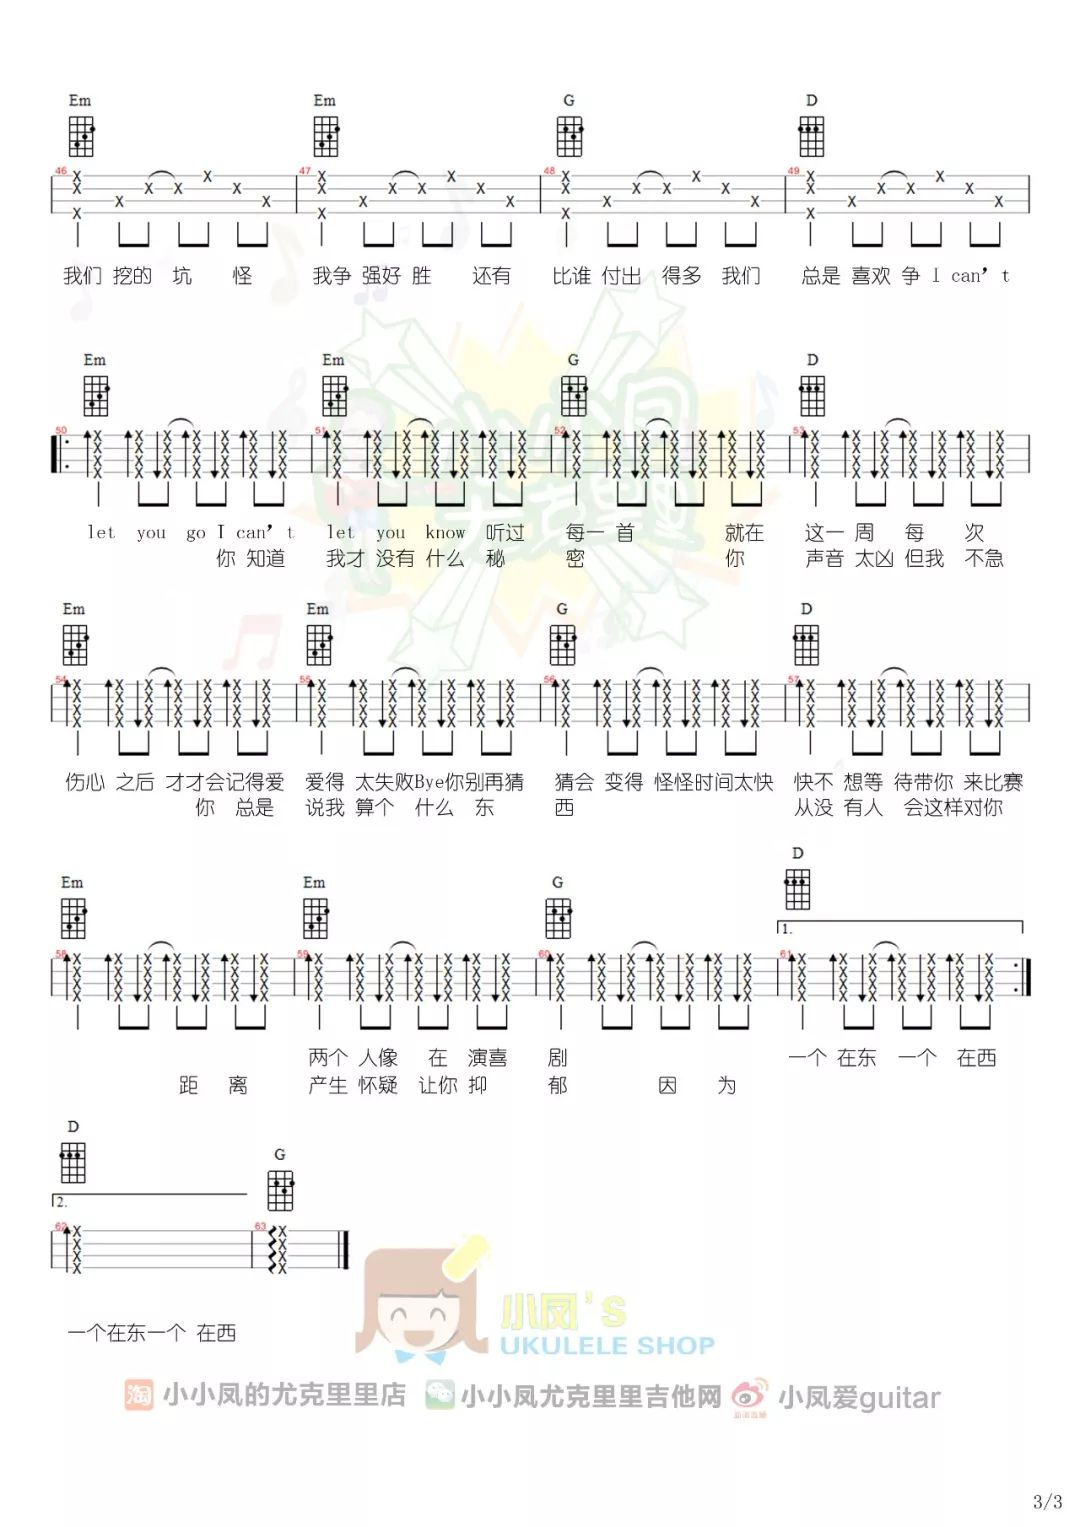 Em Em G D
46 47 48 49
我们 挖的 坑 怪 我争 强好 胜 还有 比谁 付出 得多 我们 总是 喜欢 争 I can't
Em Em G D
50 51 52 53
let you go I can't let you know 听过 每一 首 就在 这一 周 每 次
你 知道 我才 没有 什么 秘 密 你 声音 太凶 但我 不急
Em Em G D
54 55 56 57
伤心 之后 才才会记得爱 爱得 太失败Bye你别再猜 猜会 变得 怪怪时间太快 快不 想等 待带你 来比赛
你 总是 说我 算个 什么 东 西 从没 有人 会这样对你
D
Em Em G
1.
58 59 60 61
两个 人像 在 演喜 剧 一个 在东 一个 在西
距 离 产生 怀疑 让你 抑 郁 因 为
D
G
2.
62 63
一个在东一个 在西
小凤's
UKULELE SHOP
淘 小小凤的尤克里里店 小小凤尤克里里吉他网 小凤爱guitar
3/3